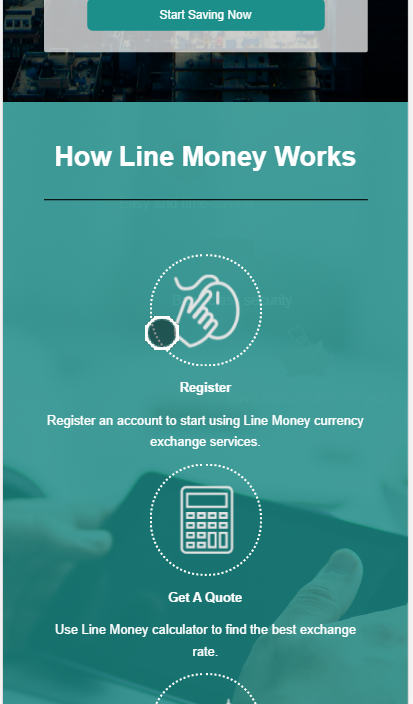 Start Saving Now
How Line Money Works
Register
Register an account to start using Line Money currency
exchange services.
Get A Quote
Use Line Money calculator to find the best exchange
rate.